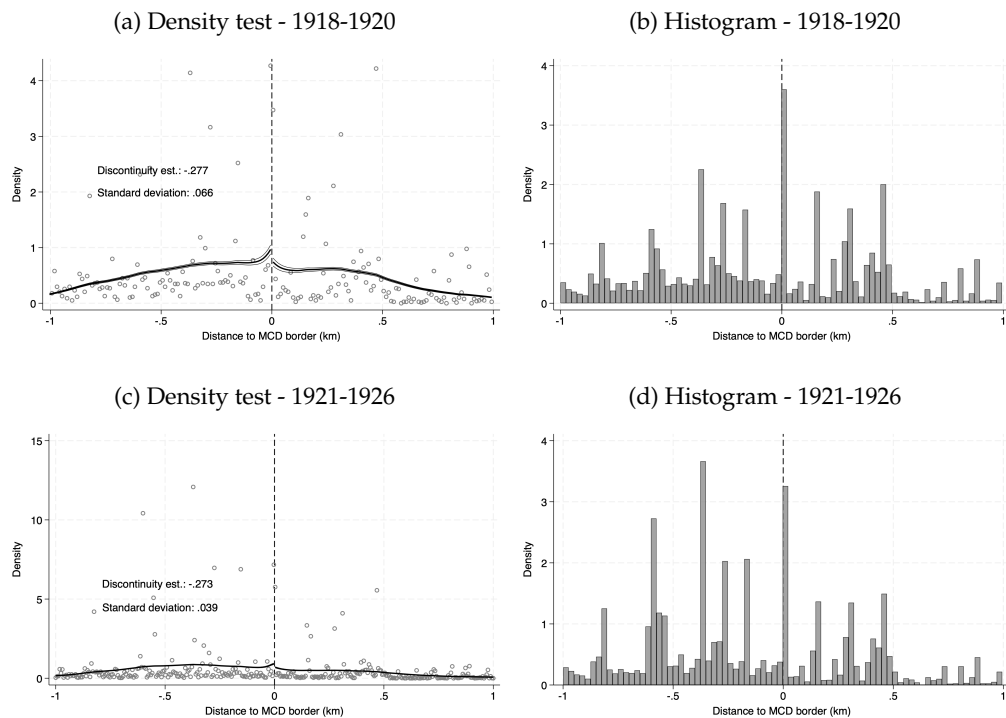 (a) Density test - 1918-1920
4
3
2
1
0
Density
Discontinuity est.: -.277
Standard deviation: .066
-1
-.5
0
.5
1
Distance to MCD border (km)
(b) Histogram - 1918-1920
4
3
2
1
0
Density
-1
-.5
0
.5
1
Distance to MCD border (km)
(c) Density test - 1921-1926
15
10
5
0
Density
Discontinuity est.: -.273
Standard deviation: .039
-1
-.5
0
.5
1
Distance to MCD border (km)
(d) Histogram - 1921-1926
4
3
2
1
0
Density
-1
-.5
0
.5
1
Distance to MCD border (km)